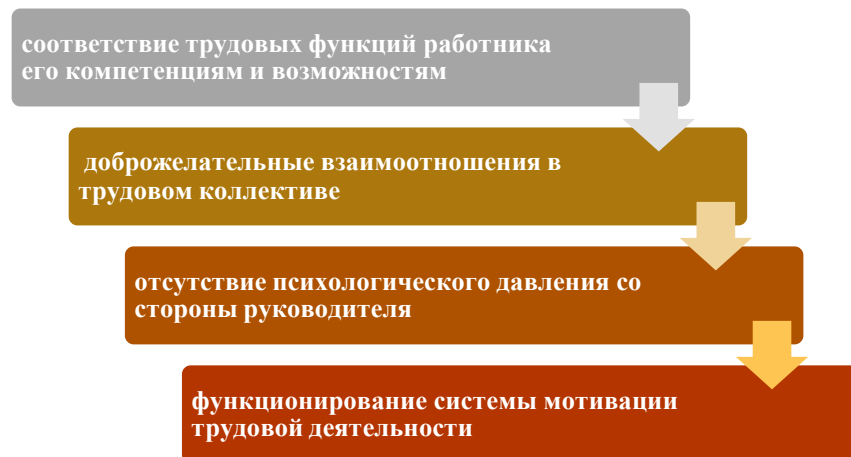 соответствие трудовых функций работника
его компетенциям и возможностям
доброжелательные взаимоотношения в
трудовом коллективе
отсутствие психологического давления со
стороны руководителя
функционирование системы мотивации
трудовой деятельности